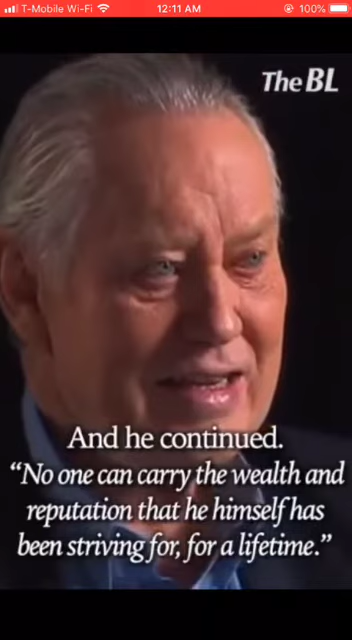 T-Mobile Wi-Fi 12:11 AM 100%
The BL
And he continued.
“No one can carry the wealth and
reputation that he himself has
been striving for, for a lifetime.”